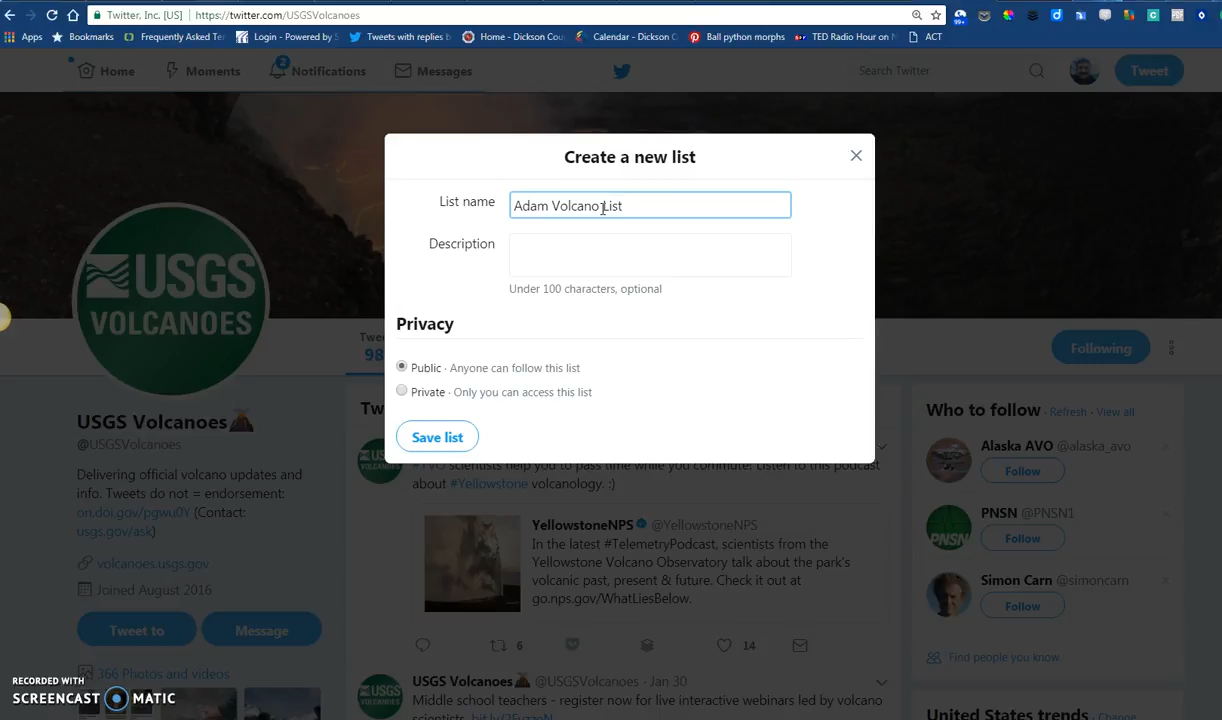 Twitter, Inc. [US] https://twitter.com/USGSVolcanoes
Apps Bookmarks Frequently Asked Te Login - Powered by Tweets with replies b Home - Dickson Cou Calendar - Dickson C Ball python morphs TED Radio Hour on N ACT
Home Moments 2 Notifications Messages Search Twitter Tweet
Create a new list
List name Adam Volcano List
Description
Under 100 characters, optional
Privacy
Public · Anyone can follow this list
Private · Only you can access this list
Save list
USGS
VOLCANOES
Twee
98
Following
USGS Volcanoes
@USGSVolcanoes
Delivering official volcano updates and
info. Tweets do not = endorsement:
on.doi.gov/pgwu0Y (Contact:
usgs.gov/ask)
volcanoes.usgs.gov
Joined August 2016
Tweet to Message
366 Photos and videos
Tw
#YVO scientists help you to pass time while you commute! Listen to this podcast
about #Yellowstone volcanology. :)
YellowstoneNPS @YellowstoneNPS
In the latest #TelemetryPodcast, scientists from the
Yellowstone Volcano Observatory talk about the park's
volcanic past, present & future. Check it out at
go.nps.gov/WhatLiesBelow.
6 14
USGS Volcanoes @USGSVolcanoes · Jan 30
Middle school teachers - register now for live interactive webinars led by volcano
scientists.
Who to follow · Refresh · View all
Alaska AVO @alaska_avo
Follow
PNSN @PNSN1
Follow
Simon Carn @simoncarn
Follow
Find people you know
United States trends
RECORDED WITH
SCREENCAST MATIC